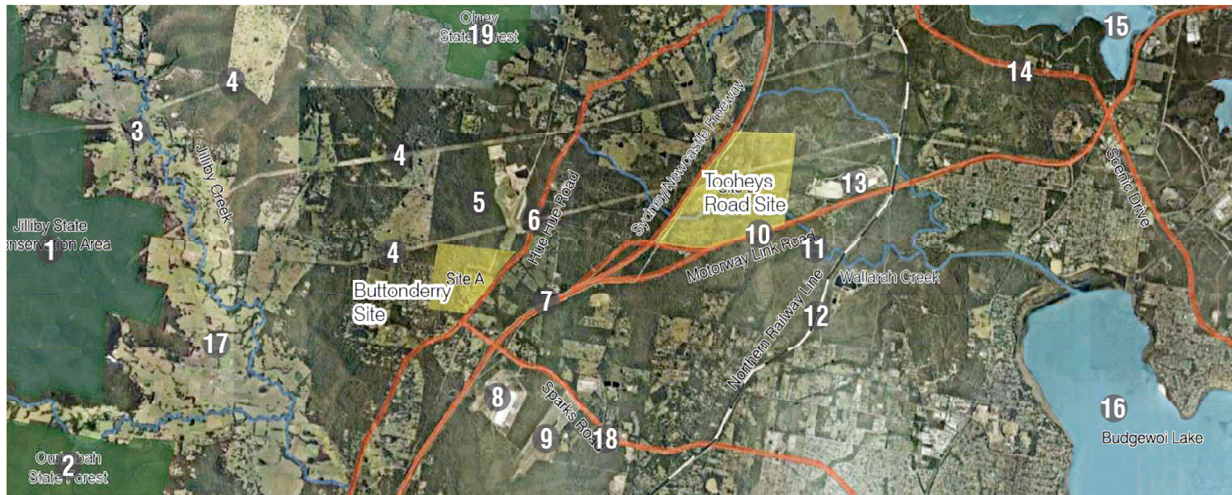 Olney
State Forest
19
15
4
14
Sydney/Newcastle Freeway
3
Jilliby Creek
4
Scenic Drive
Tooheys
Road Site
13
5
6
Hue Hue Road
Jilliby State
onservation Area
1
4
10
Motorway Link Road
11
Wallarah Creek
Site A
Buttonderry
Site
7
Northern Railway Line
12
17
Sparks Road
8
16
Budgewoi Lake
9
18
Ourimbah
State Forest
2